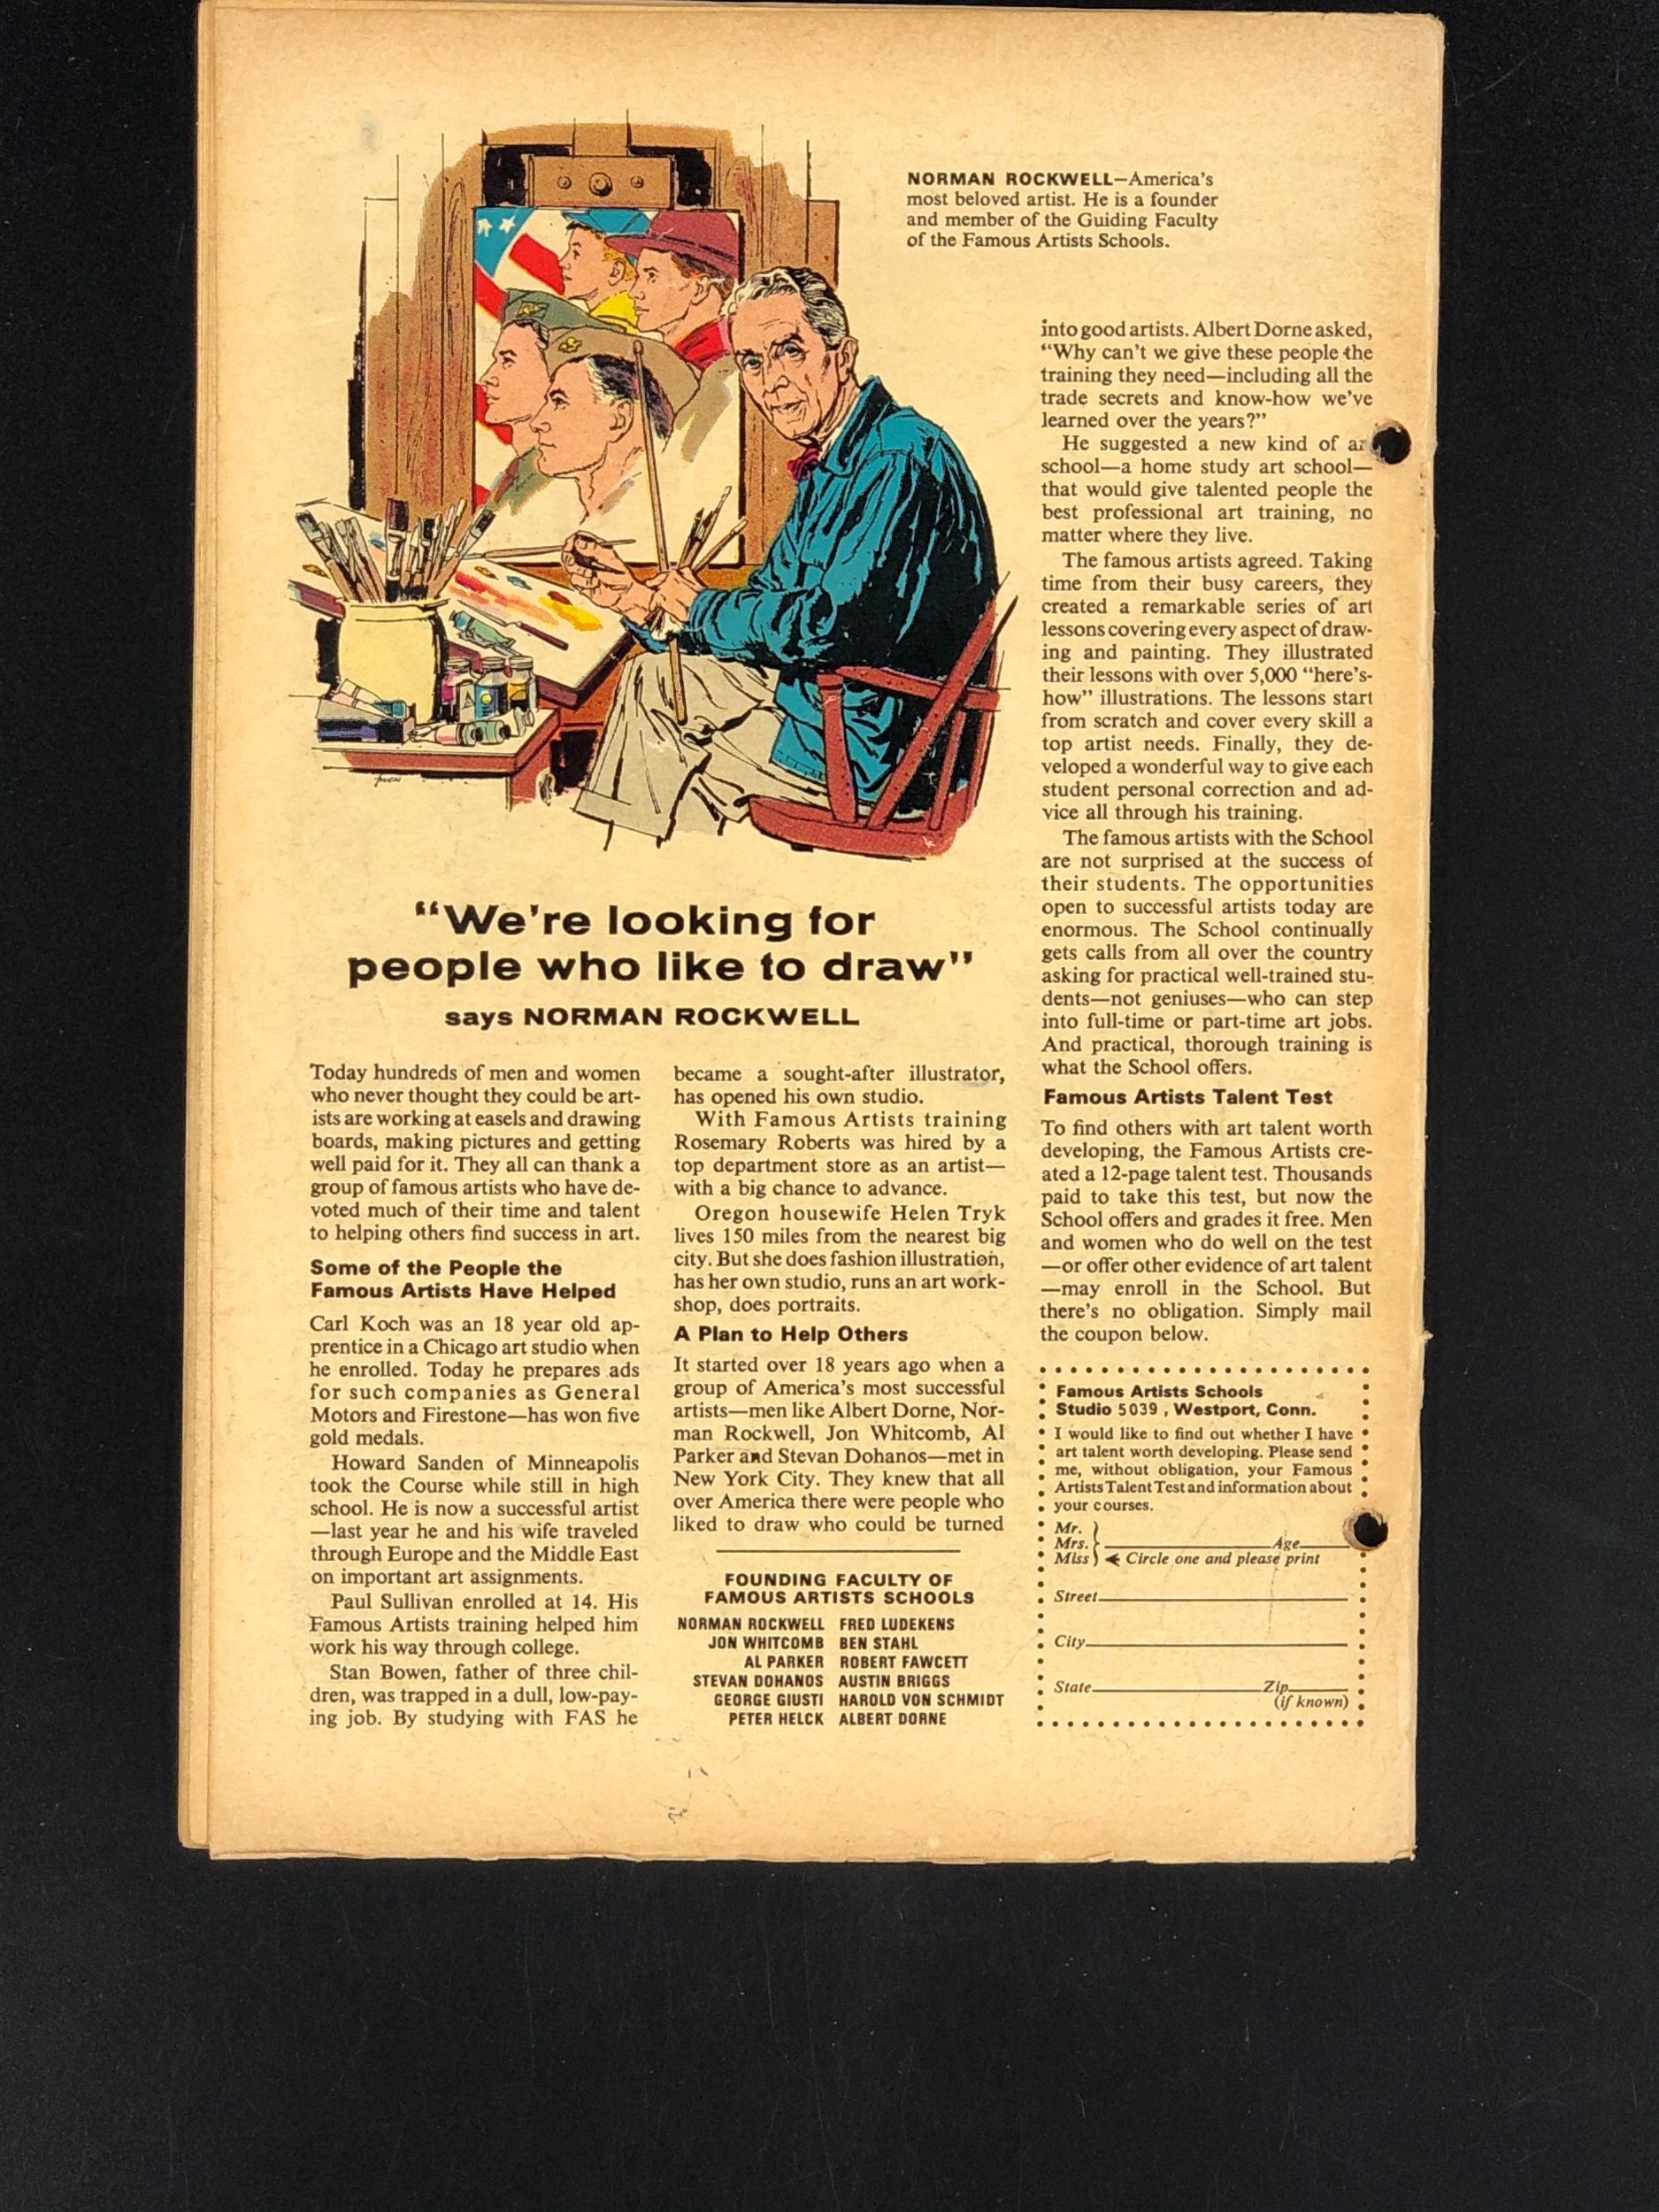 NORMAN ROCKWELL—America's
most beloved artist. He is a founder
and member of the Guiding Faculty
of the Famous Artists Schools.
"We're looking for
people who like to draw"
says NORMAN ROCKWELL
Today hundreds of men and women
who never thought they could be art-
ists are working at easels and drawing
boards, making pictures and getting
well paid for it. They all can thank a
group of famous artists who have de-
voted much of their time and talent
to helping others find success in art.
Some of the People the
Famous Artists Have Helped
Carl Koch was an 18 year old ap-
prentice in a Chicago art studio when
he enrolled. Today he prepares ads
for such companies as General
Motors and Firestone—has won five
gold medals.
Howard Sanden of Minneapolis
took the Course while still in high
school. He is now a successful artist
—last year he and his wife traveled
through Europe and the Middle East
on important art assignments.
Paul Sullivan enrolled at 14. His
Famous Artists training helped him
work his way through college.
Stan Bowen, father of three chil-
dren, was trapped in a dull, low-pay-
ing job. By studying with FAS he
became a sought-after illustrator,
has opened his own studio.
With Famous Artists training
Rosemary Roberts was hired by a
top department store as an artist—
with a big chance to advance.
Oregon housewife Helen Tryk
lives 150 miles from the nearest big
city. But she does fashion illustration,
has her own studio, runs an art work-
shop, does portraits.
A Plan to Help Others
It started over 18 years ago when a
group of America's most successful
artists—men like Albert Dorne, Nor-
man Rockwell, Jon Whitcomb, Al
Parker and Stevan Dohanos—met in
New York City. They knew that all
over America there were people who
liked to draw who could be turned
FOUNDING FACULTY OF
FAMOUS ARTISTS SCHOOLS
NORMAN ROCKWELL FRED LUDEKENS
JON WHITCOMB BEN STAHL
AL PARKER ROBERT FAWCETT
STEVAN DOHANOS AUSTIN BRIGGS
GEORGE GIUSTI HAROLD VON SCHMIDT
PETER HELCK ALBERT DORNE
into good artists. Albert Dorne asked,
"Why can't we give these people the
training they need—including all the
trade secrets and know-how we've
learned over the years?"
He suggested a new kind of
school—a home study art school—
that would give talented people the
best professional art training, no
matter where they live.
The famous artists agreed. Taking
time from their busy careers, they
created a remarkable series of art
lessons covering every aspect of draw-
ing and painting. They illustrated
their lessons with over 5,000 "here's-
how" illustrations. The lessons start
from scratch and cover every skill a
top artist needs. Finally, they de-
veloped a wonderful way to give each
student personal correction and ad-
vice all through his training.
The famous artists with the School
are not surprised at the success of
their students. The opportunities
open to successful artists today are
enormous. The School continually
gets calls from all over the country
asking for practical well-trained stu-
dents—not geniuses—who can step
into full-time or part-time art jobs.
And practical, thorough training is
what the School offers.
Famous Artists Talent Test
To find others with art talent worth
developing, the Famous Artists cre-
ated a 12-page talent test. Thousands
paid to take this test, but now the
School offers and grades it free. Men
and women who do well on the test
—or offer other evidence of art talent
—may enroll in the School. But
there's no obligation. Simply mail
the coupon below.
Famous Artists Schools
Studio 5039, Westport, Conn.
I would like to find out whether I have
art talent worth developing. Please send
me, without obligation, your Famous
Artists Talent Test and information about
your courses.
Mr.
Mrs. Age
Miss Circle one and please print
Street
City
State Zip
(if known)